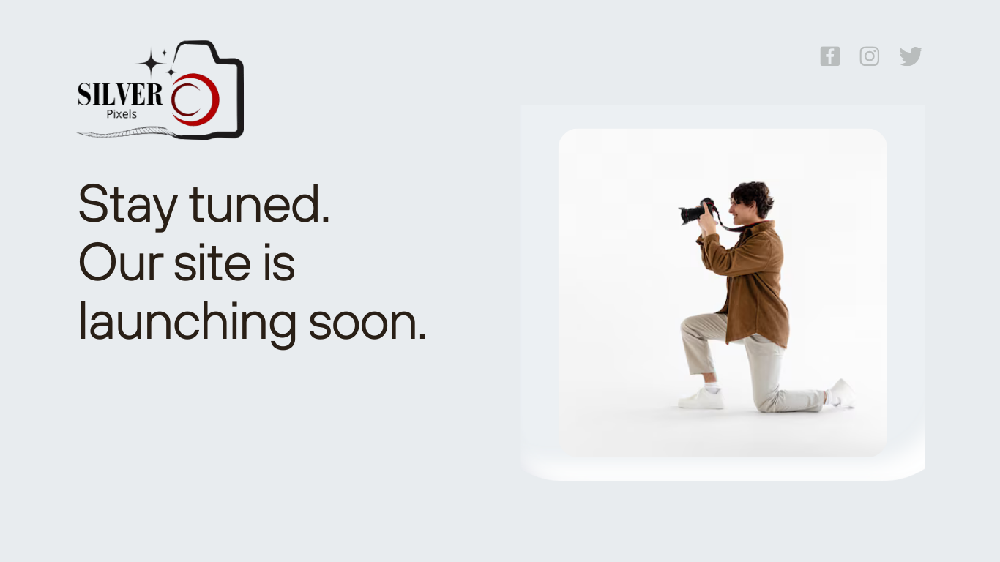 SILVER
Pixels
Stay tuned.
Our site is
launching soon.